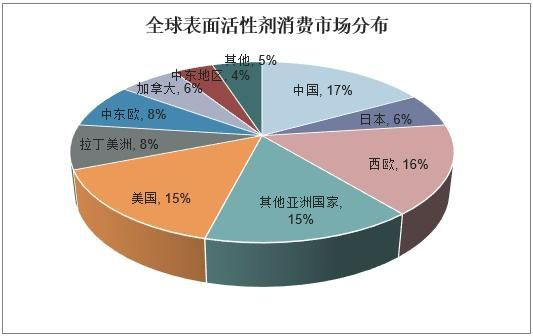 全球表面活性剂消费市场分布
其他, 5%
中国, 17%
日本, 6%
西欧, 16%
其他亚洲国家,
15%
美国, 15%
拉丁美洲, 8%
中东欧, 8%
加拿大, 6%
中东地区, 4%